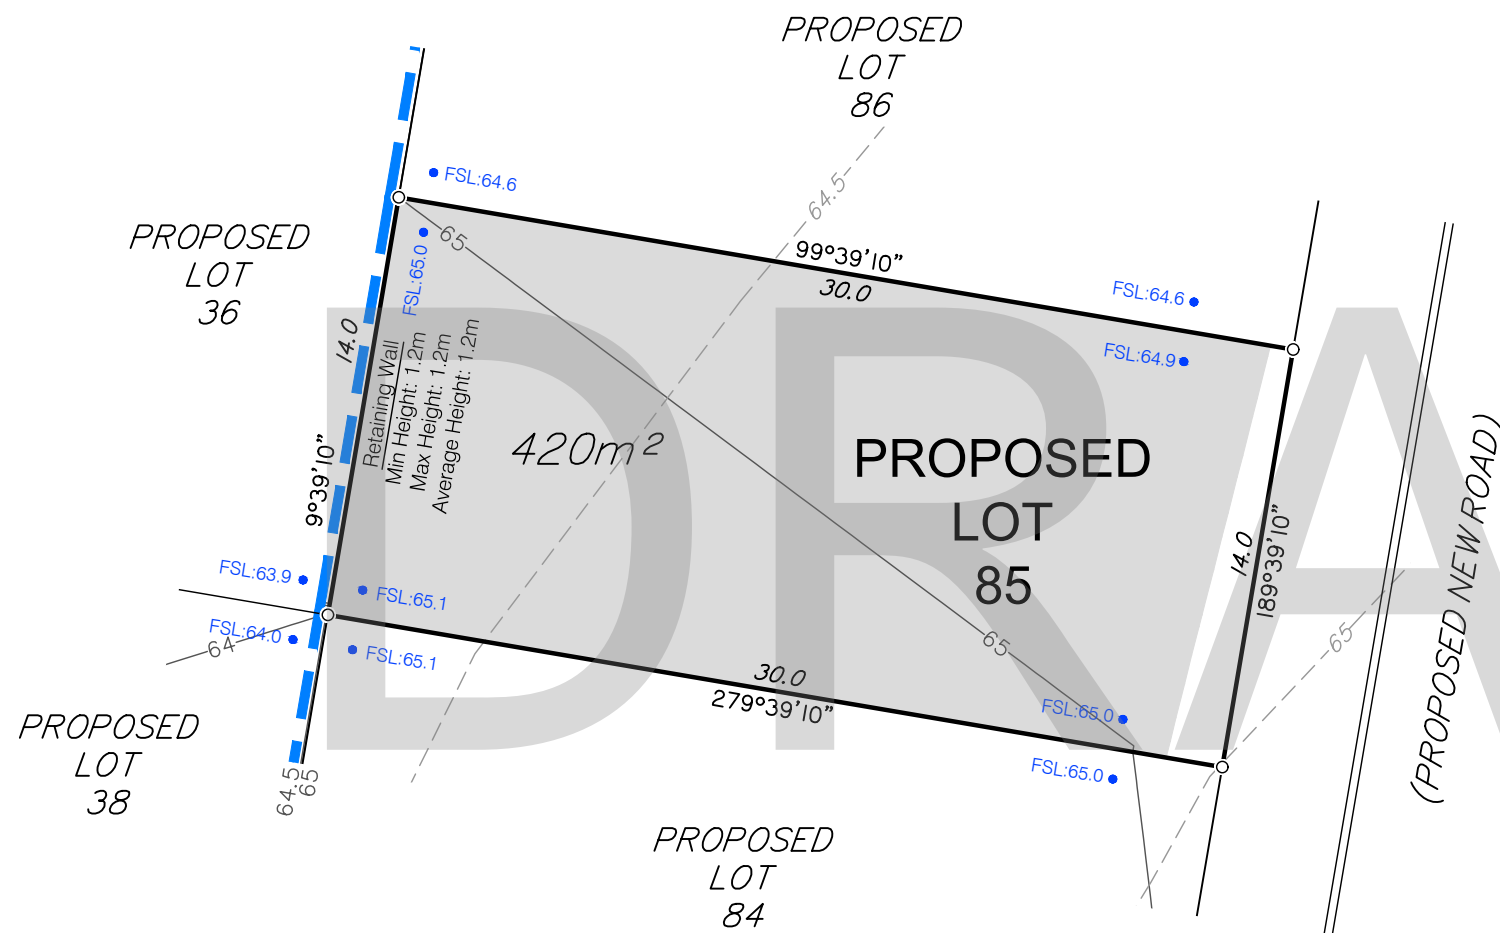 PROPOSED
LOT
86
FSL:64.6
64.5
PROPOSED
LOT
36
65
FSL:65.0
99°39'10"
30.0
FSL:64.6
FSL:64.9
14.0
9°39'10"
Retaining Wall
Min Height: 1.2m
Max Height: 1.2m
Average Height: 1.2m
420m²
PROPOSED
LOT
85
14.0
189°39'10"
(PROPOSED NEW ROAD)
FSL:63.9
FSL:65.1
FSL:64.0
64
FSL:65.1
65
65
30.0
279°39'10"
FSL:65.0
FSL:65.0
PROPOSED
LOT
38
64.5
65
PROPOSED
LOT
84
DRA